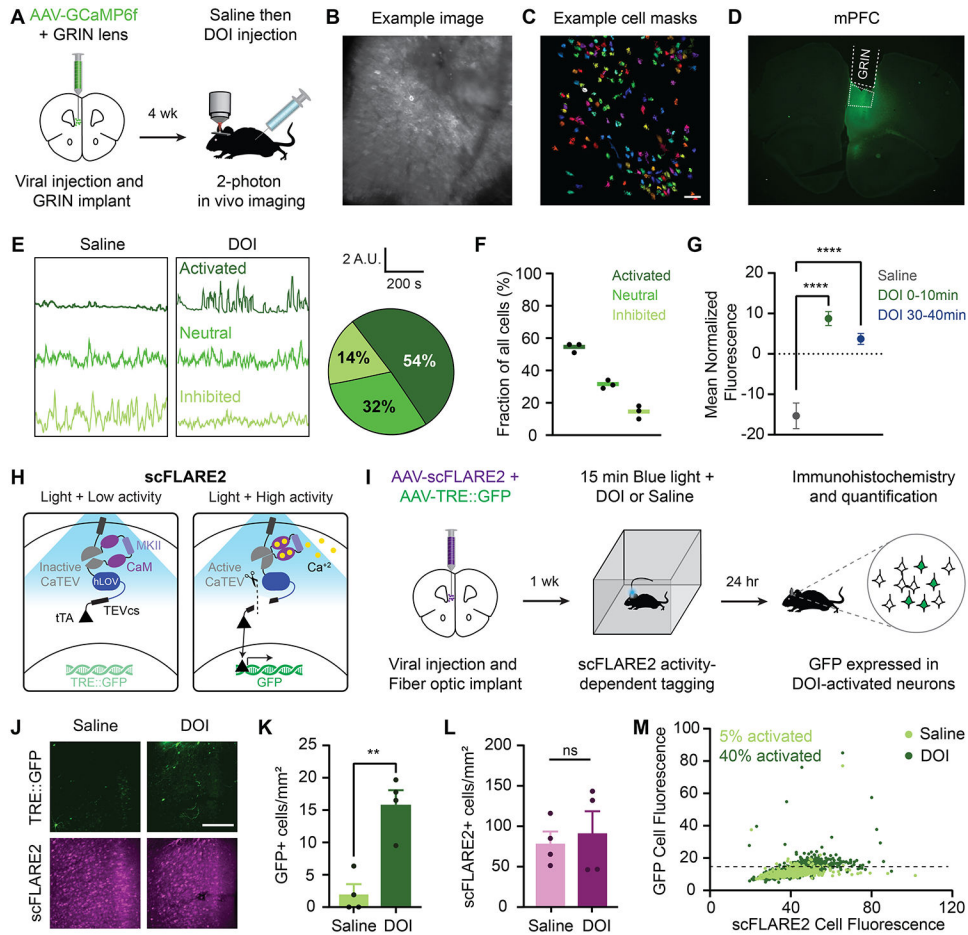 A
AAV-GCaMP6f
+ GRIN lens
4 wk
Viral injection and
GRIN implant
Saline then
DOI injection
2-photon
in vivo imaging
B
Example image
C
Example cell masks
D
mPFC
GRIN
E
Saline
DOI
Activated
Neutral
Inhibited
2 A.U.
200 s
14%
54%
32%
F
Fraction of all cells (%)
100
80
60
40
20
0
Activated
Neutral
Inhibited
G
Mean Normalized
Fluorescence
20
10
0
-10
-20
****
****
Saline
DOI 0-10min
DOI 30-40min
H
scFLARE2
Light + Low activity
Light + High activity
MKII
CaM
Inactive
CaTEV
hLOV
TEVcs
tTA
TRE::GFP
Active
CaTEV
Ca⁺²
GFP
I
AAV-scFLARE2 +
AAV-TRE::GFP
1 wk
Viral injection and
Fiber optic implant
15 min Blue light +
DOI or Saline
24 hr
scFLARE2 activity-
dependent tagging
Immunohistochemistry
and quantification
GFP expressed in
DOI-activated neurons
J
Saline
DOI
TRE::GFP
scFLARE2
K
GFP+ cells/mm²
25
20
15
10
5
0
**
Saline
DOI
L
scFLARE2+ cells/mm²
200
150
100
50
0
ns
Saline
DOI
M
GFP Cell Fluorescence
100
80
60
40
20
0
5% activated
40% activated
Saline
DOI
0
20
40
60
80
100
120
scFLARE2 Cell Fluorescence